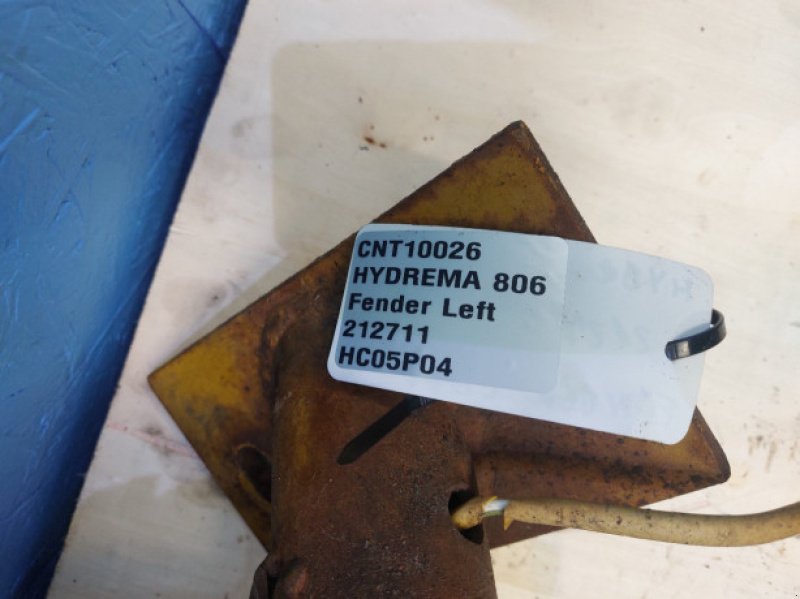 CNT10026
HYDREMA 806
Fender Left
212711
HC05P04